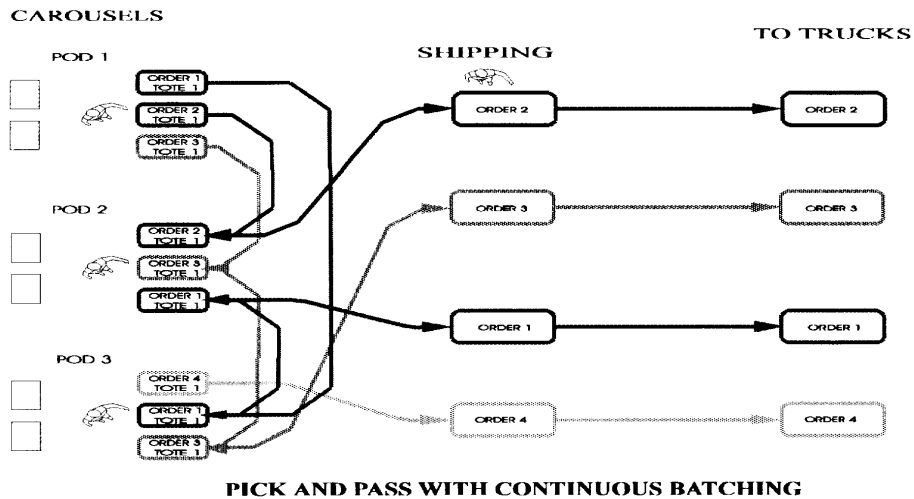 CAROUSELS
TO TRUCKS
SHIPPING
POD 1
ORDER 1
TOTE 1
ORDER 2
TOTE 1
ORDER 3
TOTE 1
ORDER 2
ORDER 2
POD 2
ORDER 2
TOTE 1
ORDER 3
TOTE 1
ORDER 1
TOTE 1
ORDER 3
ORDER 3
ORDER 1
ORDER 1
POD 3
ORDER 4
TOTE 1
ORDER 1
TOTE 1
ORDER 3
TOTE 1
ORDER 4
ORDER 4
PICK AND PASS WITH CONTINUOUS BATCHING